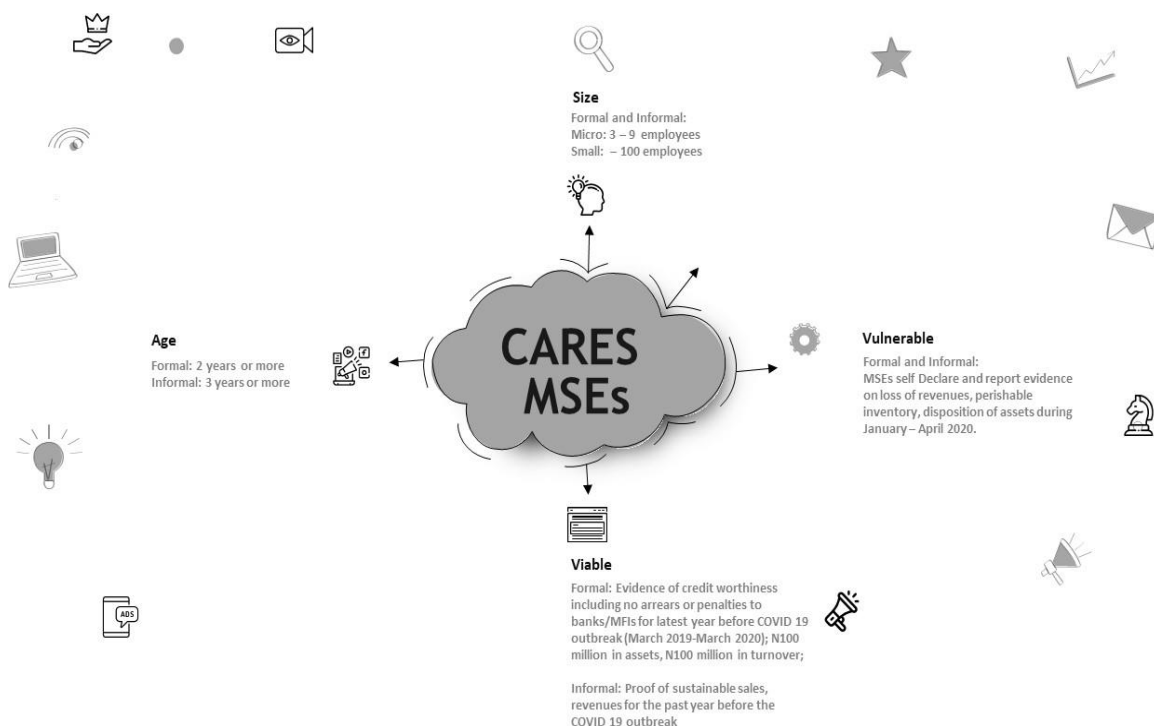 Size
Formal and Informal:
Micro: 3 – 9 employees
Small: – 100 employees
CARES
MSEs
Age
Formal: 2 years or more
Informal: 3 years or more
Vulnerable
Formal and Informal:
MSEs self Declare and report evidence
on loss of revenues, perishable
inventory, disposition of assets during
January – April 2020.
Viable
Formal: Evidence of credit worthiness
including no arrears or penalties to
banks/MFIs for latest year before COVID 19
outbreak (March 2019-March 2020); N100
million in assets, N100 million in turnover;
Informal: Proof of sustainable sales,
revenues for the past year before the
COVID 19 outbreak
ADS